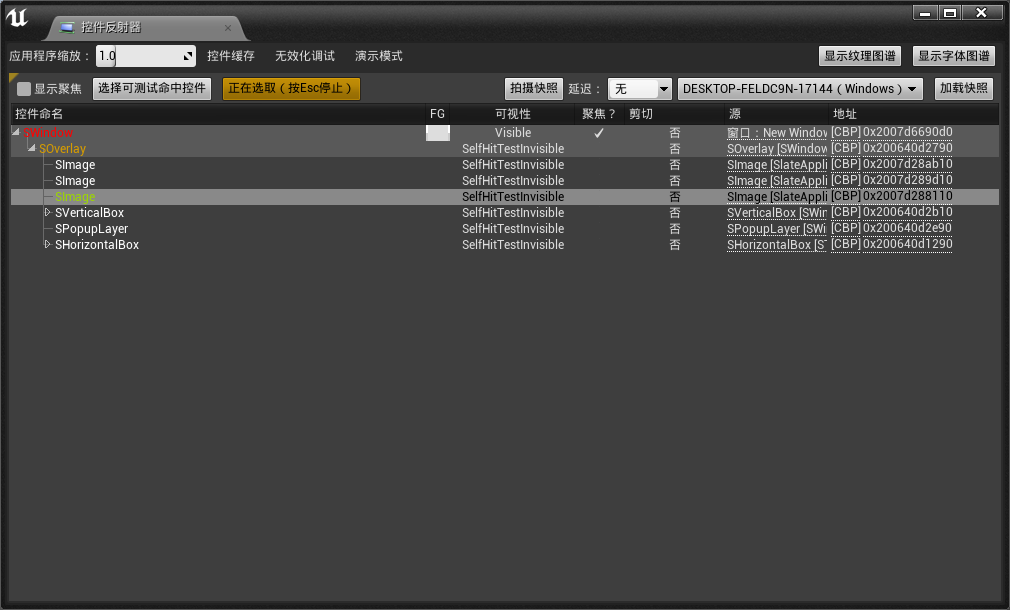 控件反射器
应用程序缩放： 1.0 控件缓存 无效化调试 演示模式 显示纹理图谱 显示字体图谱
显示聚焦 选择可测试命中控件 正在选取（按Esc停止） 拍摄快照 延迟： 无 DESKTOP-FELDC9N-17144（Windows） 加载快照
控件命名 FG 可视性 聚焦？ 剪切 源 地址
SWindow Visible ✓ 否 窗口：New Window [CBP] 0x2007d6690d0
SOverlay SelfHitTestInvisible 否 SOverlay [SWindow [CBP] 0x200640d2790
SImage SelfHitTestInvisible 否 SImage [SlateAppli [CBP] 0x2007d28ab10
SImage SelfHitTestInvisible 否 SImage [SlateAppli [CBP] 0x2007d289d10
SImage SelfHitTestInvisible 否 SImage [SlateAppli [CBP] 0x2007d288110
SVerticalBox SelfHitTestInvisible 否 SVerticalBox [SWin [CBP] 0x200640d2b10
SPopupLayer SelfHitTestInvisible 否 SPopupLayer [SWi [CBP] 0x200640d2e90
SHorizontalBox SelfHitTestInvisible 否 SHorizontalBox [S [CBP] 0x200640d1290